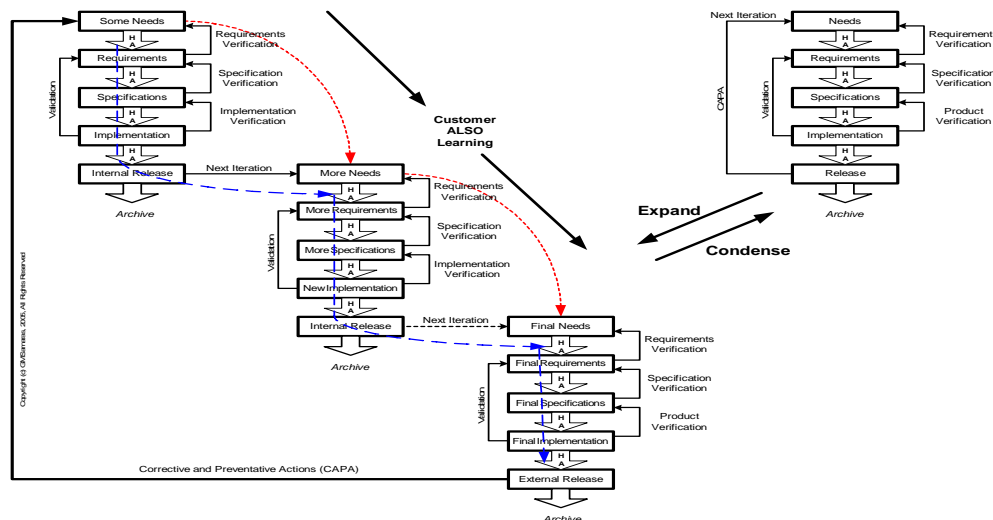 Some Needs
H
A
Requirements
Verification
Requirements
H
A
Specification
Verification
Specifications
H
A
Implementation
Verification
Implementation
Validation
H
A
Internal Release
Archive
Next Iteration
Customer
ALSO
Learning
More Needs
H
A
Requirements
Verification
More Requirements
H
A
Specification
Verification
More Specifications
H
A
Implementation
Verification
New Implementation
Validation
H
A
Internal Release
Archive
Next Iteration
Final Needs
H
A
Requirements
Verification
Final Requirements
H
A
Specification
Verification
Final Specifications
H
A
Product
Verification
Final Implementation
Validation
H
A
External Release
Archive
Corrective and Preventative Actions (CAPA)
Expand
Condense
Next Iteration
Needs
H
A
Requirement
Verification
Requirements
H
A
Specification
Verification
Specifications
H
A
Product
Verification
Implementation
Validation
CAPA
H
A
Release
Archive
2005, All Rights Reserved